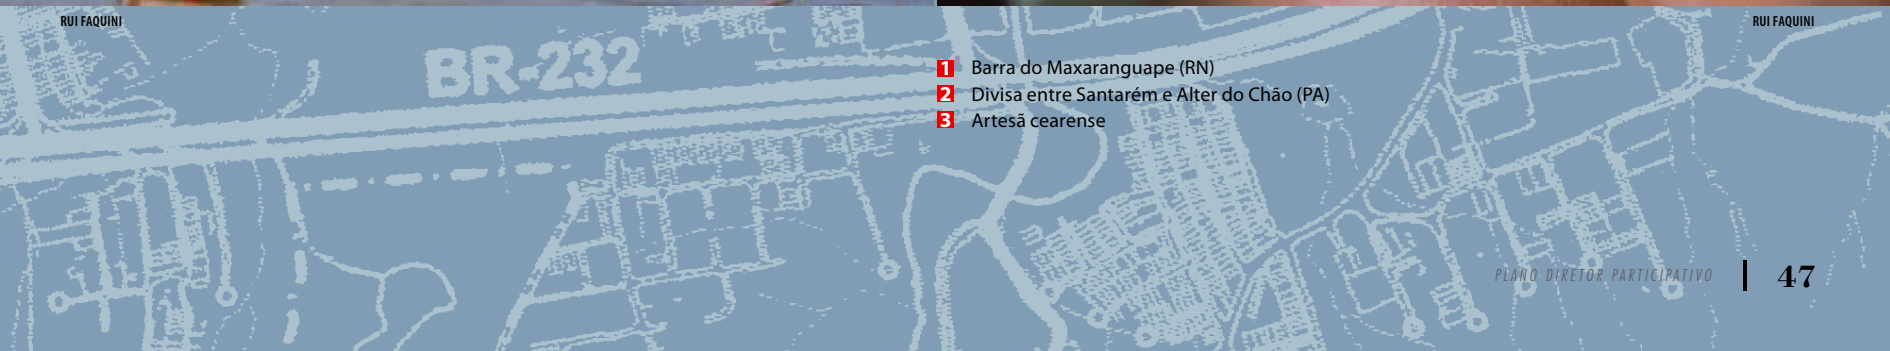 RUI FAQUINI
RUI FAQUINI
BR-232
1 Barra do Maxaranguape (RN)
2 Divisa entre Santarém e Alter do Chão (PA)
3 Artesã cearense
PLANO DIRETOR PARTICIPATIVO 47